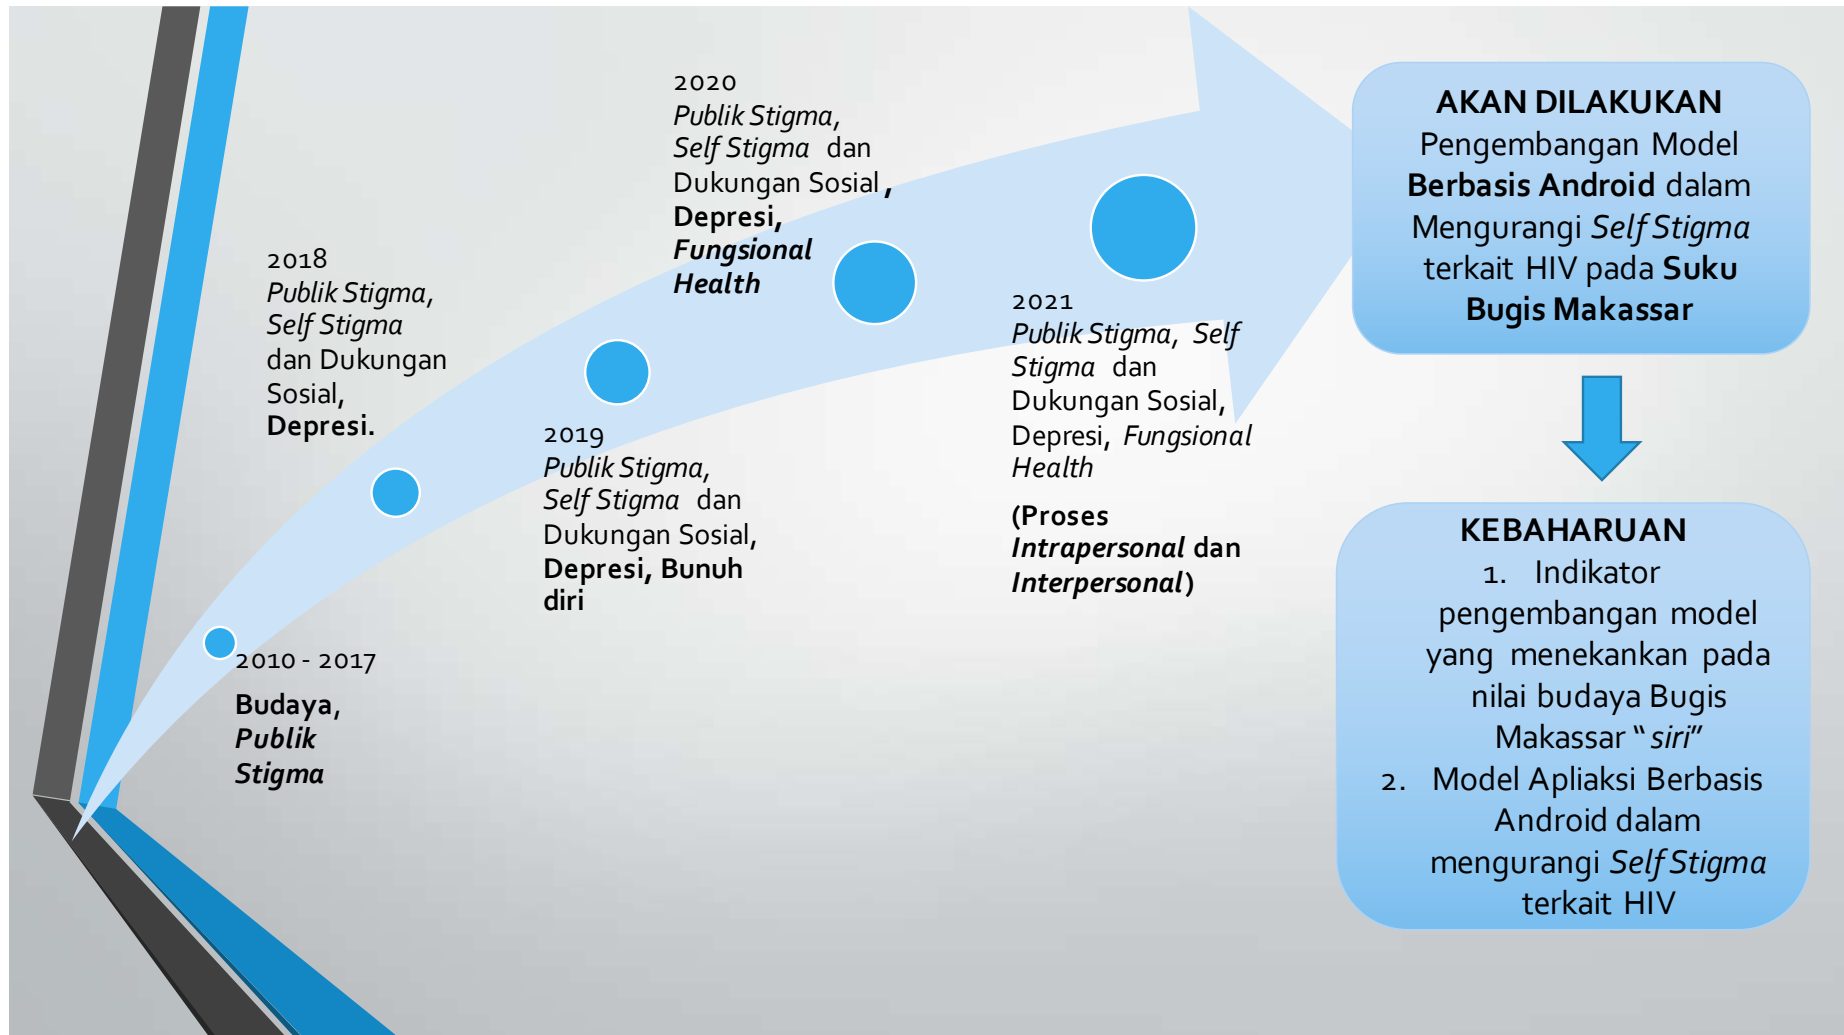 2010 - 2017
Budaya,
Publik
Stigma
2018
Publik Stigma,
Self Stigma
dan Dukungan
Sosial,
Depresi.
2019
Publik Stigma,
Self Stigma dan
Dukungan Sosial,
Depresi, Bunuh
diri
2020
Publik Stigma,
Self Stigma dan
Dukungan Sosial ,
Depresi,
Fungsional
Health
2021
Publik Stigma, Self
Stigma dan
Dukungan Sosial,
Depresi, Fungsional
Health
(Proses
Intrapersonal dan
Interpersonal)
AKAN DILAKUKAN
Pengembangan Model
Berbasis Android dalam
Mengurangi Self Stigma
terkait HIV pada Suku
Bugis Makassar
KEBAHARUAN
1. Indikator
pengembangan model
yang menekankan pada
nilai budaya Bugis
Makassar “ siri”
2. Model Apliaksi Berbasis
Android dalam
mengurangi Self Stigma
terkait HIV